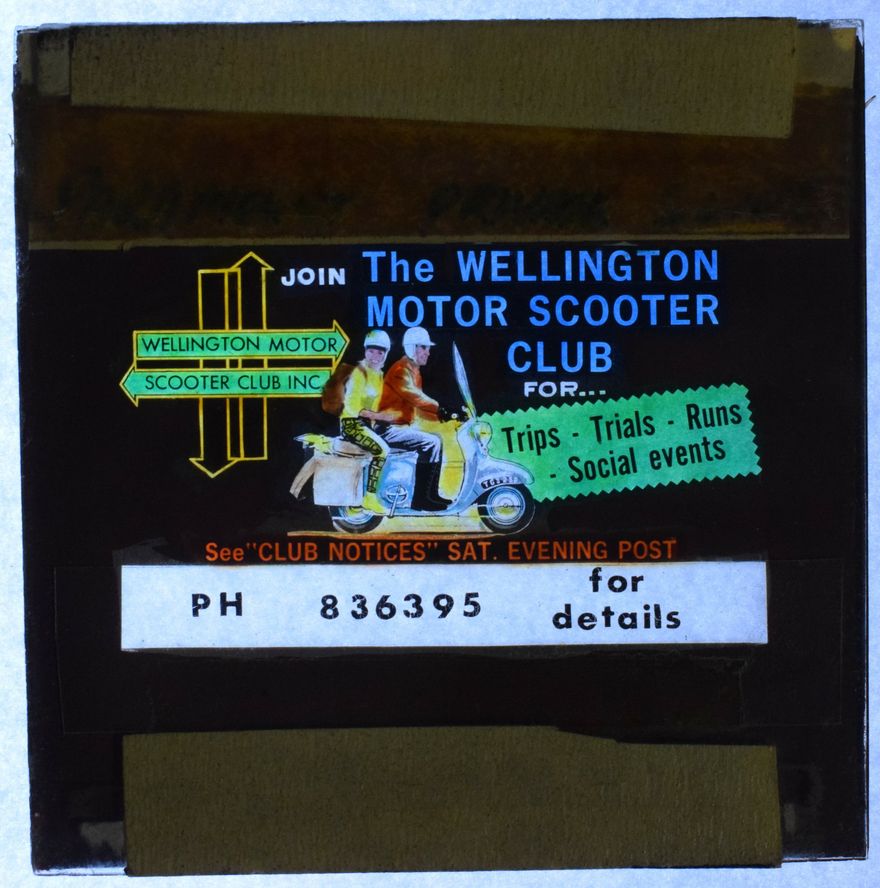 JOIN The WELLINGTON
MOTOR SCOOTER
CLUB
FOR...
WELLINGTON MOTOR
SCOOTER CLUB INC.
Trips - Trials - Runs
- Social events
See "CLUB NOTICES" SAT. EVENING POST
PH 836395 for
details